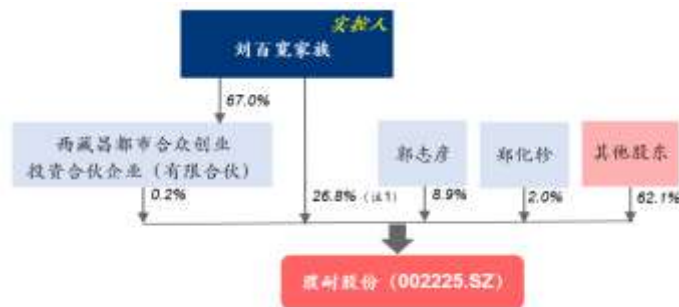 实控人
刘百宽家族
67.0%
西藏昌都市合众创业
投资合伙企业（有限合伙）
郭志彦
郑化轸
其他股东
0.2%
26.8%（注1）
8.9%
2.0%
62.1%
濮耐股份（002225.SZ）